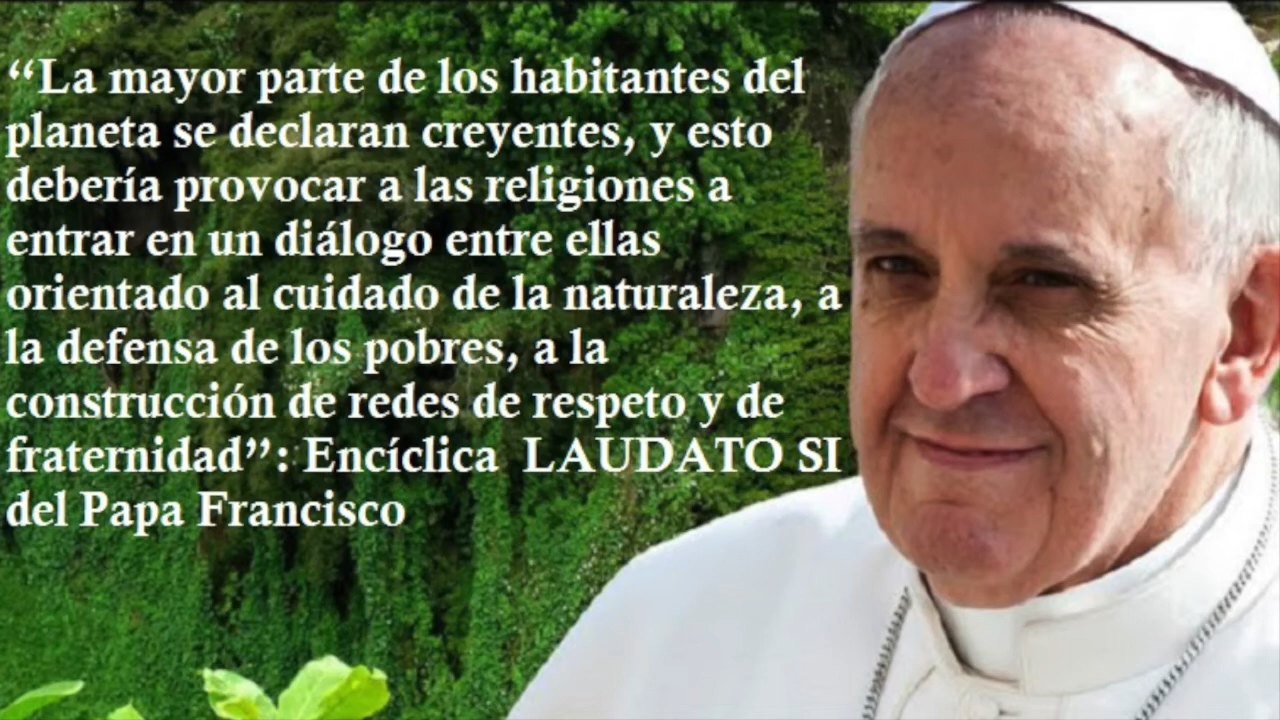 “La mayor parte de los habitantes del
planeta se declaran creyentes, y esto
debería provocar a las religiones a
entrar en un diálogo entre ellas
orientado al cuidado de la naturaleza, a
la defensa de los pobres, a la
construcción de redes de respeto y de
fraternidad”: Encíclica LAUDATO SI
del Papa Francisco